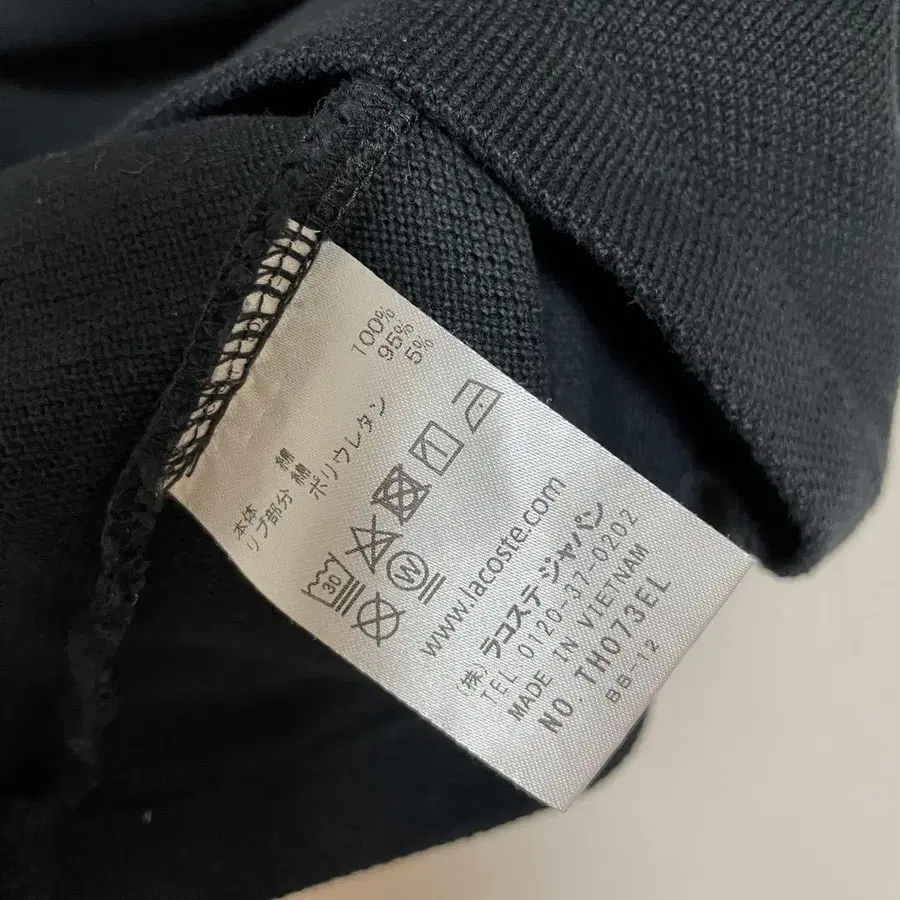 本体 綿 100%
リブ部分 綿 95%
ポリウレタン 5%
30
W
www.lacoste.com
(株) ラコステ ジャパン
TEL 0120-37-0202
MADE IN VIETNAM
NO. TH073EL
BB-12